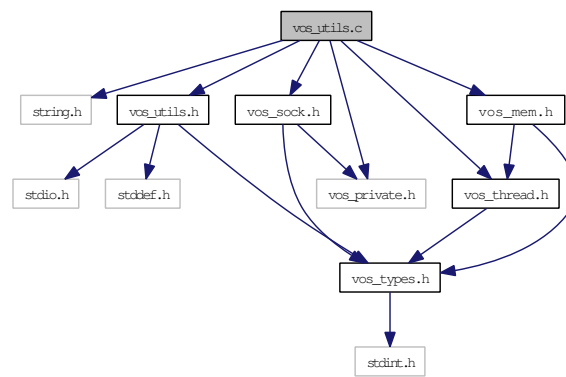 vos_utils.c
string.h
vos_utils.h
vos_sock.h
vos_mem.h
stdio.h
stddef.h
vos_private.h
vos_thread.h
vos_types.h
stdint.h